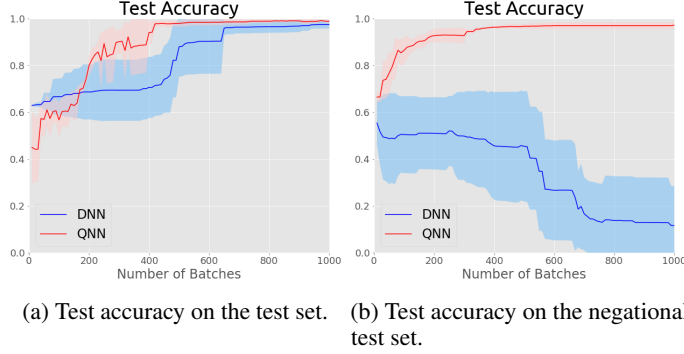 Test Accuracy
1.0
0.8
0.6
0.4
0.2
0.0
DNN
QNN
0 200 400 600 800 1000
Number of Batches
(a) Test accuracy on the test set.
Test Accuracy
1.0
0.8
0.6
0.4
0.2
0.0
DNN
QNN
0 200 400 600 800 1000
Number of Batches
(b) Test accuracy on the negational
test set.